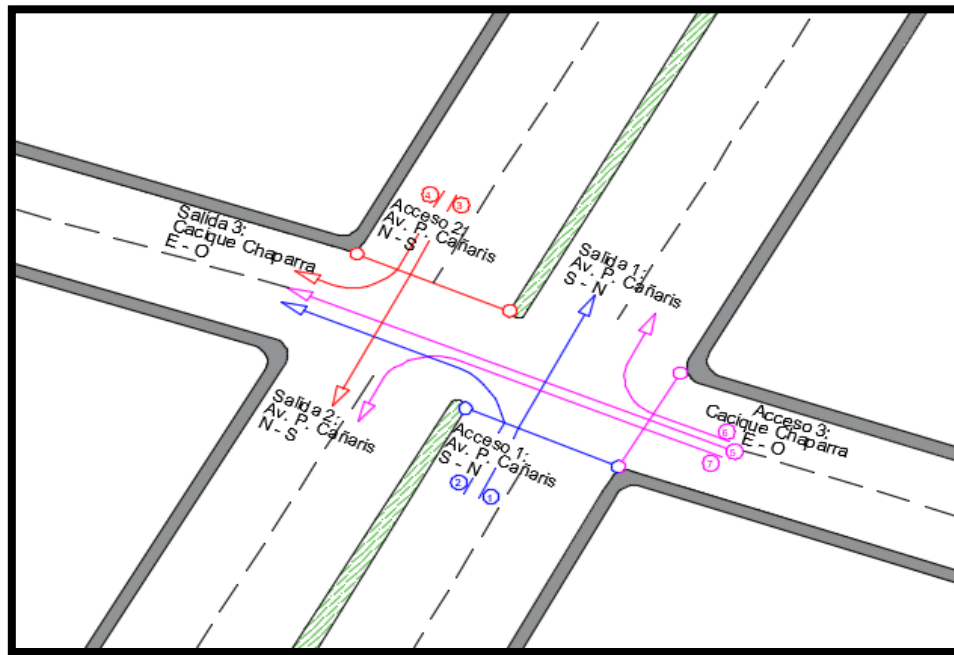 4
3
Acceso 2:
Av. P. Cañaris
N - S
Salida 3:
Cacique Chaparra
E - O
Salida 1:
Av. P. Cañaris
S - N
Salida 2:
Av. P. Cañaris
N - S
Acceso 1:
Av. P. Cañaris
S - N
2
1
Acceso 3:
Cacique Chaparra
E - O
6
5
7